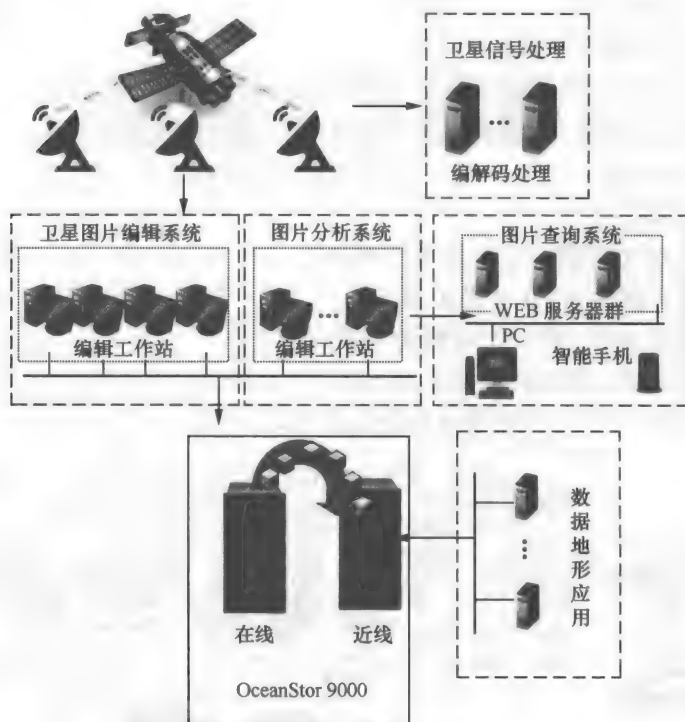 卫星信号处理
编解码处理
卫星图片编辑系统
编辑工作站
图片分析系统
编辑工作站
图片查询系统
WEB 服务器群
PC
智能手机
在线
近线
OceanStor 9000
数据地形应用